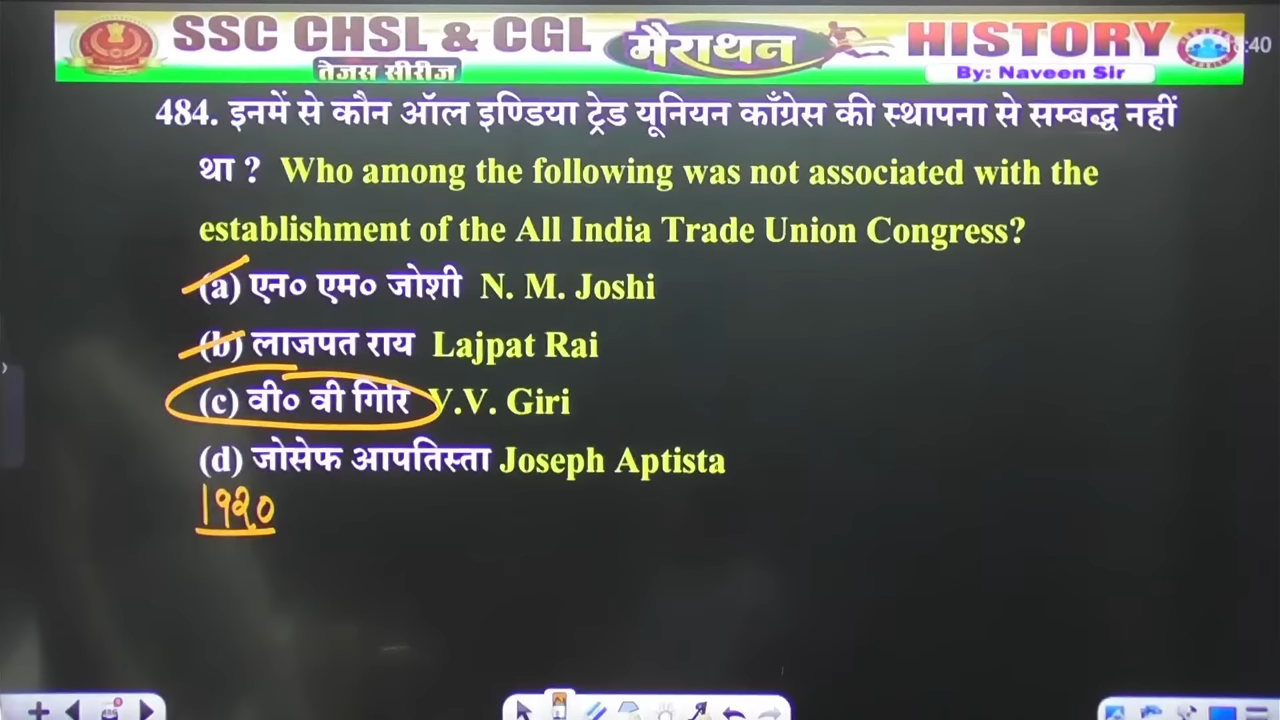 SSC CHSL & CGL मैराथन HISTORY
तेजस सीरीज By: Naveen Sir
:40
484. इनमें से कौन ऑल इण्डिया ट्रेड यूनियन काँग्रेस की स्थापना से सम्बद्ध नहीं
था ? Who among the following was not associated with the
establishment of the All India Trade Union Congress?
(a) एन० एम० जोशी N. M. Joshi
(b) लाजपत राय Lajpat Rai
(c) वी० वी गिरि V.V. Giri
(d) जोसेफ आपतिस्ता Joseph Aptista
1920